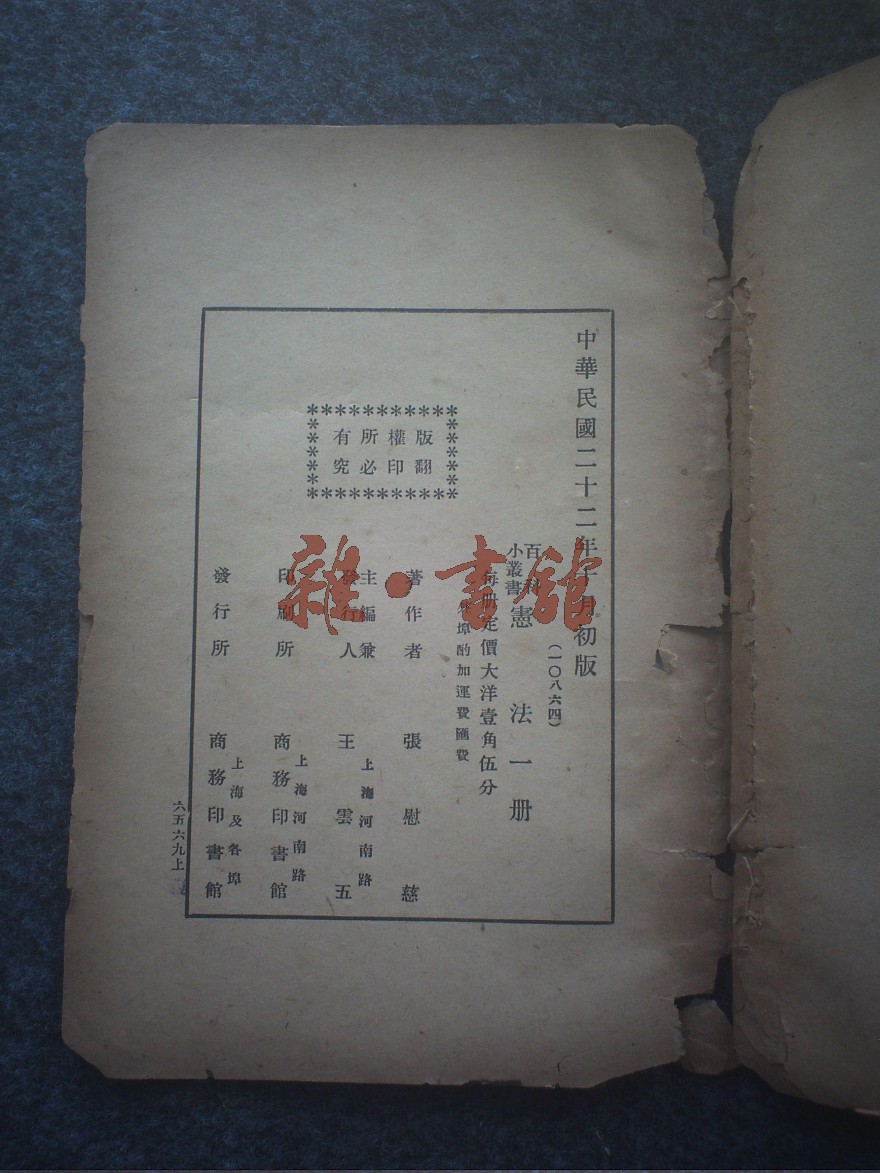 中華民國二十二年十月初版
(一〇八六四)
百科
小叢書
憲法一册
每册定價大洋壹角伍分
外埠酌加運費匯費
版權所有
翻印必究
著作者 張慰慈
主編兼
發行人 王雲五
上海河南路
印刷所 商務印書館
上海河南路
發行所 商務印書館
上海及各埠
六五六九上
雜·書館